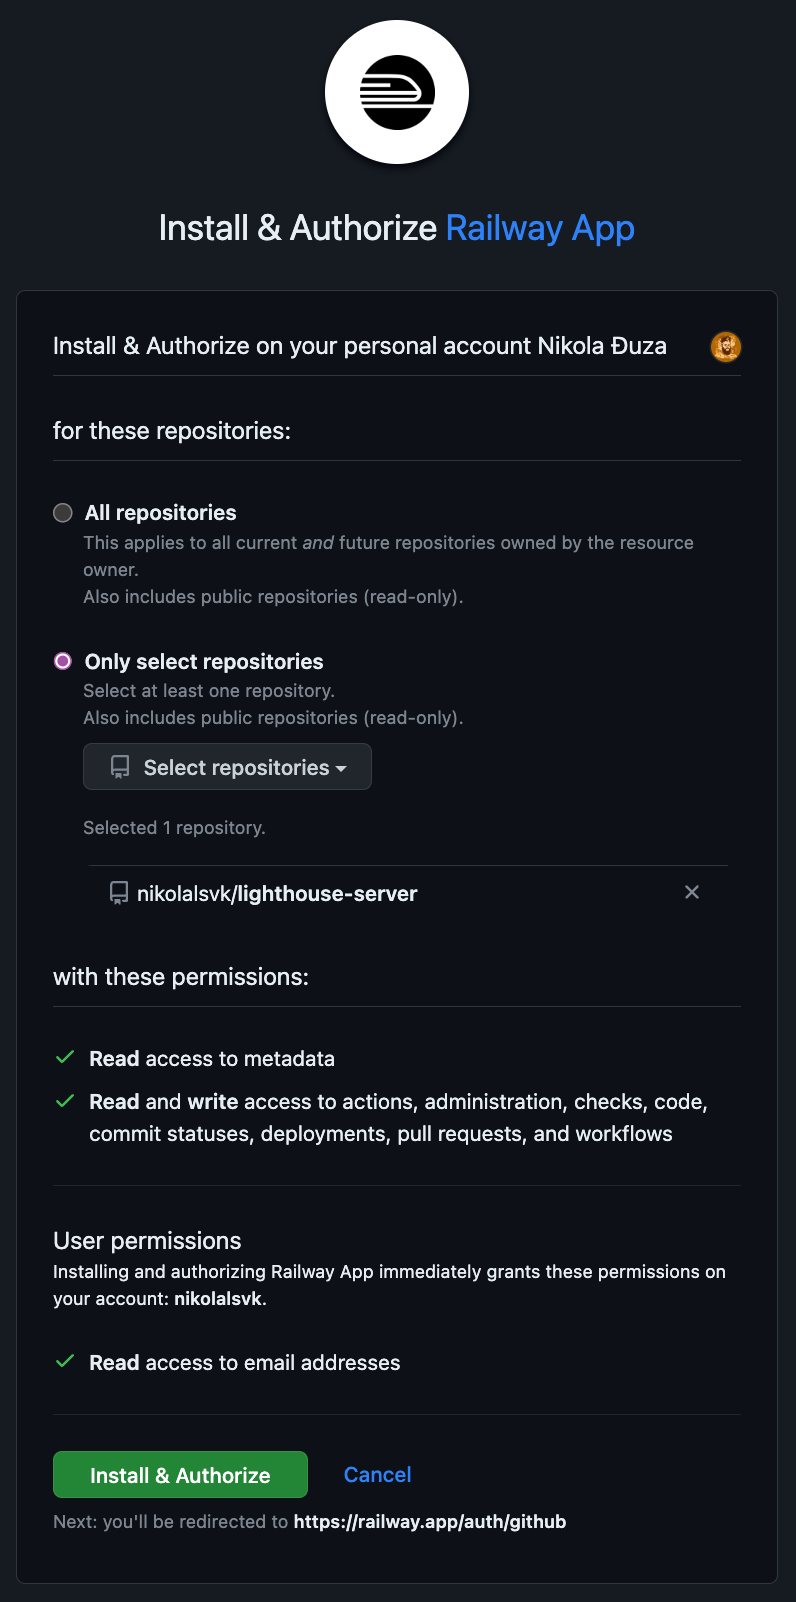 Install & Authorize Railway App
Install & Authorize on your personal account Nikola Đuza
for these repositories:
All repositories
This applies to all current and future repositories owned by the resource
owner.
Also includes public repositories (read-only).
Only select repositories
Select at least one repository.
Also includes public repositories (read-only).
Select repositories
Selected 1 repository.
nikolalsvk/lighthouse-server
with these permissions:
Read access to metadata
Read and write access to actions, administration, checks, code,
commit statuses, deployments, pull requests, and workflows
User permissions
Installing and authorizing Railway App immediately grants these permissions on
your account: nikolalsvk.
Read access to email addresses
Install & Authorize Cancel
Next: you'll be redirected to https://railway.app/auth/github